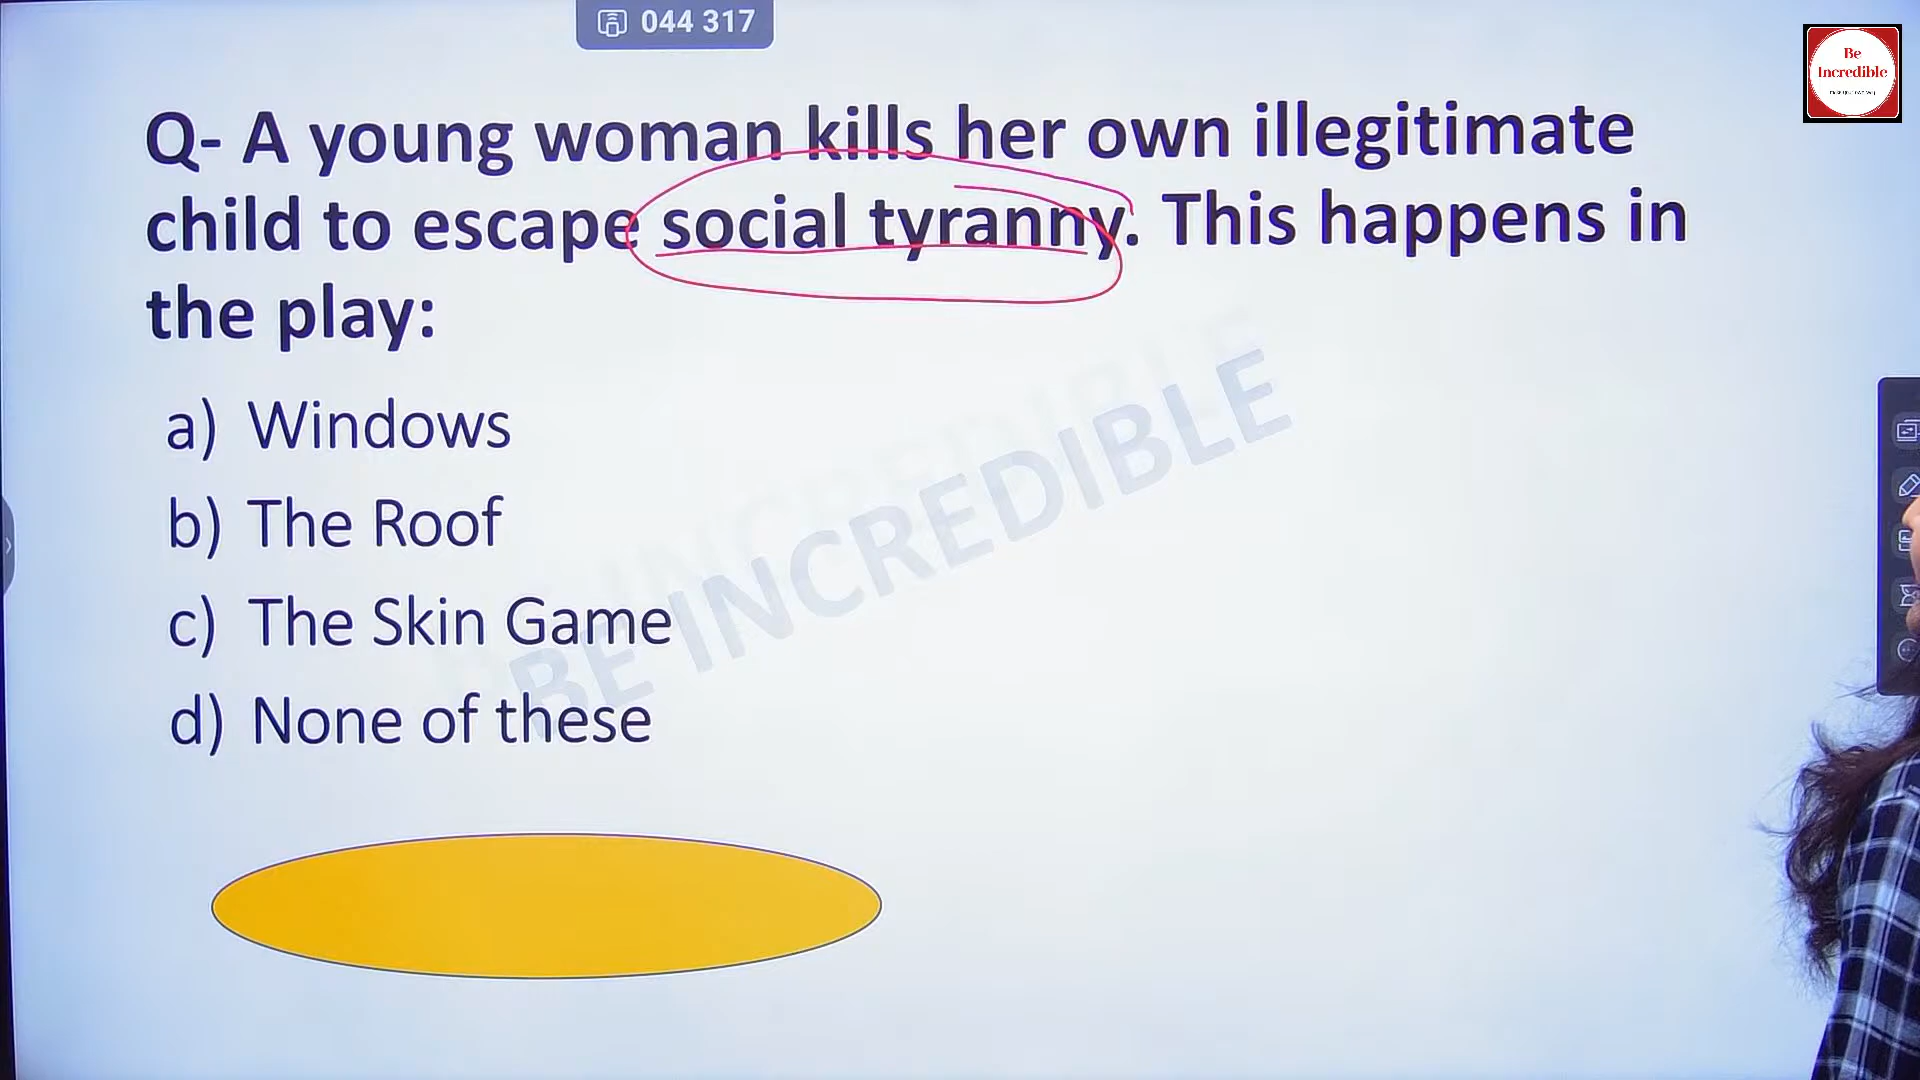 044 317
Be
Incredible
Q- A young woman kills her own illegitimate
child to escape social tyranny. This happens in
the play:
a) Windows
b) The Roof
c) The Skin Game
d) None of these
BE INCREDIBLE